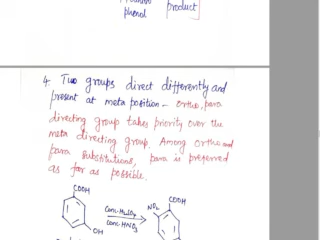 phenol
product
4 Two groups direct differently and
present at meta position - ortho, para
directing group takes priority over the
meta directing group. Among ortho and
para substitutions, para is preferred
as far as possible.
COOH
COOH
NO2
Conc. H2SO4
Conc. HNO3
OH